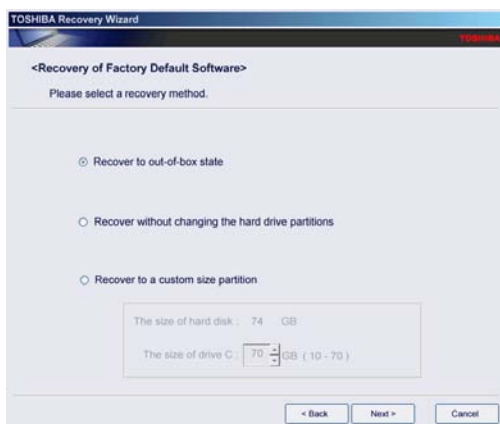 TOSHIBA Recovery Wizard
TOSHIBA
<Recovery of Factory Default Software>
Please select a recovery method.
Recover to out-of-box state
Recover without changing the hard drive partitions
Recover to a custom size partition
The size of hard disk : 74 GB
The size of drive C : 70 GB ( 10 - 70 )
< Back Next > Cancel